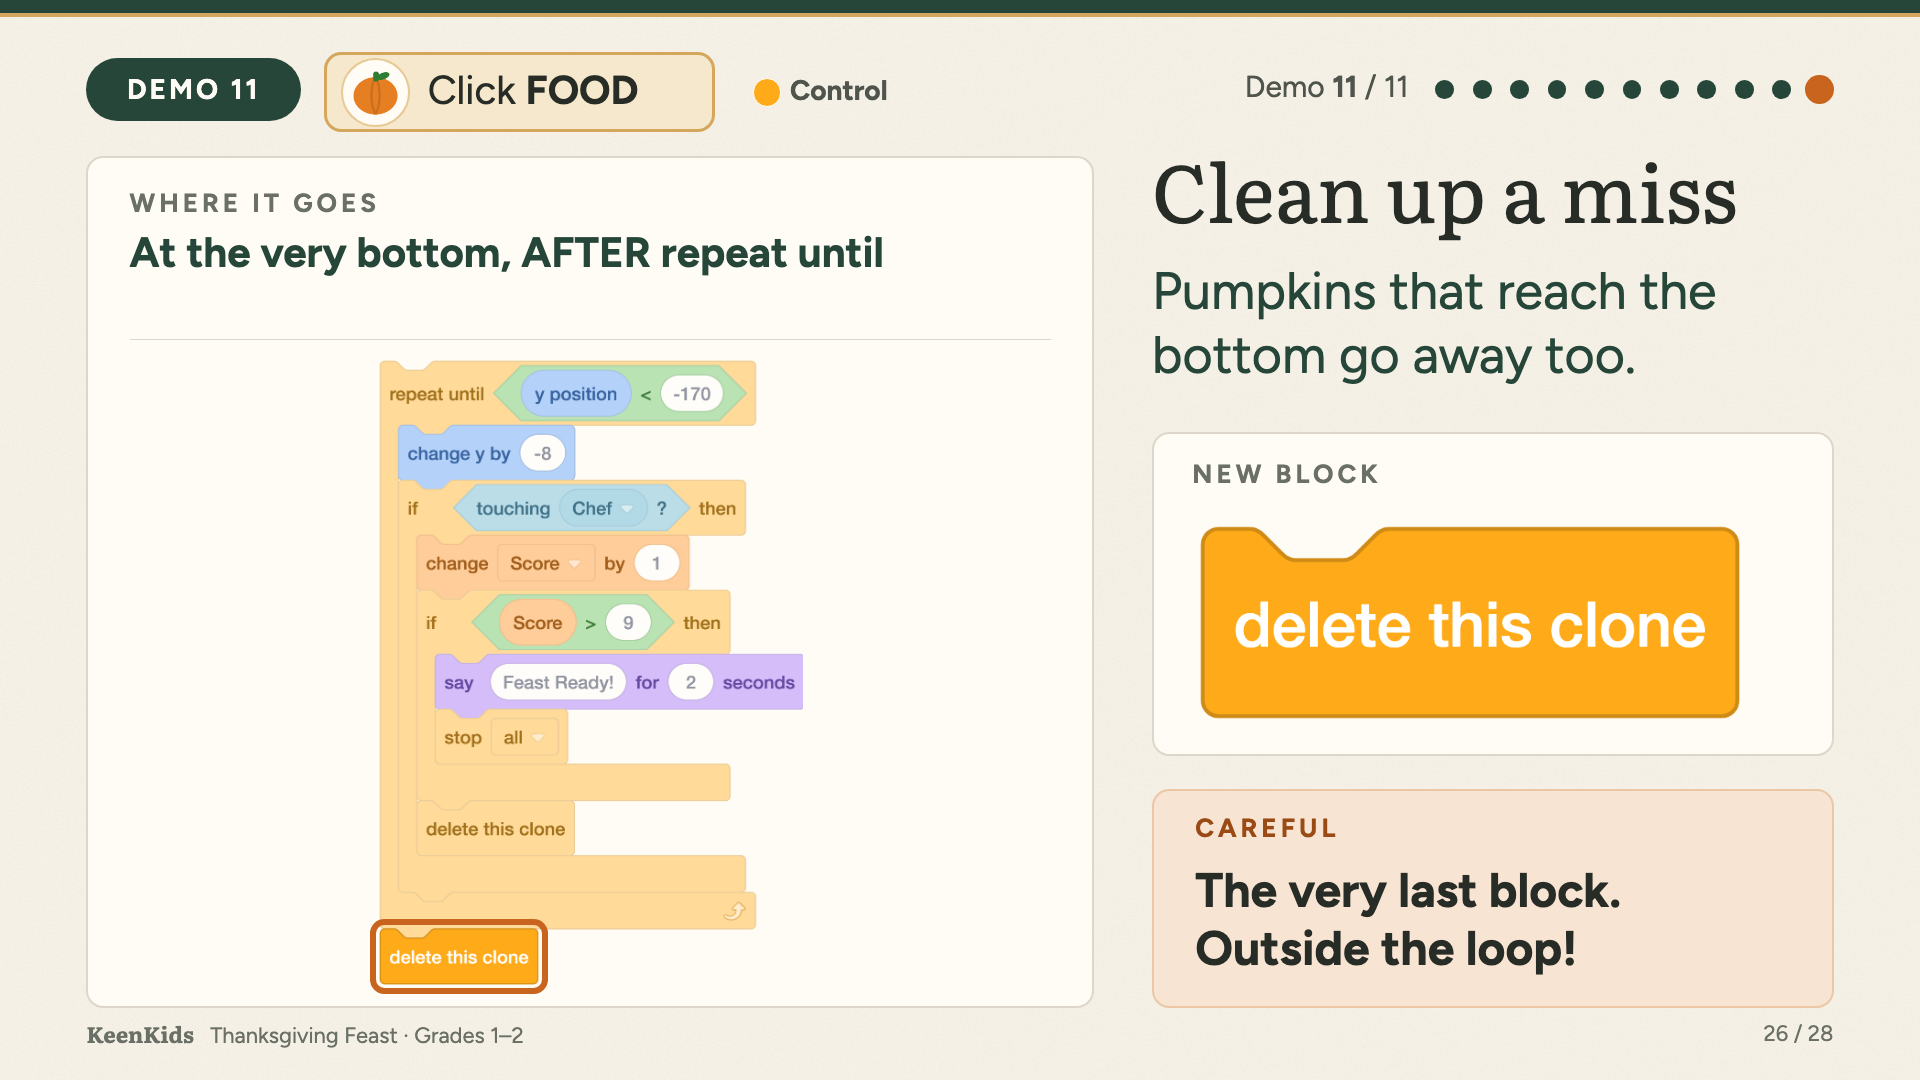 DEMO 11
Click FOOD
Control
Demo 11 / 11
WHERE IT GOES
At the very bottom, AFTER repeat until
repeat until y position < -170
change y by -8
if touching Chef ? then
change Score by 1
if Score > 9 then
say Feast Ready! for 2 seconds
stop all
delete this clone
delete this clone
Clean up a miss
Pumpkins that reach the
bottom go away too.
NEW BLOCK
delete this clone
CAREFUL
The very last block.
Outside the loop!
KeenKids Thanksgiving Feast · Grades 1–2
26 / 28